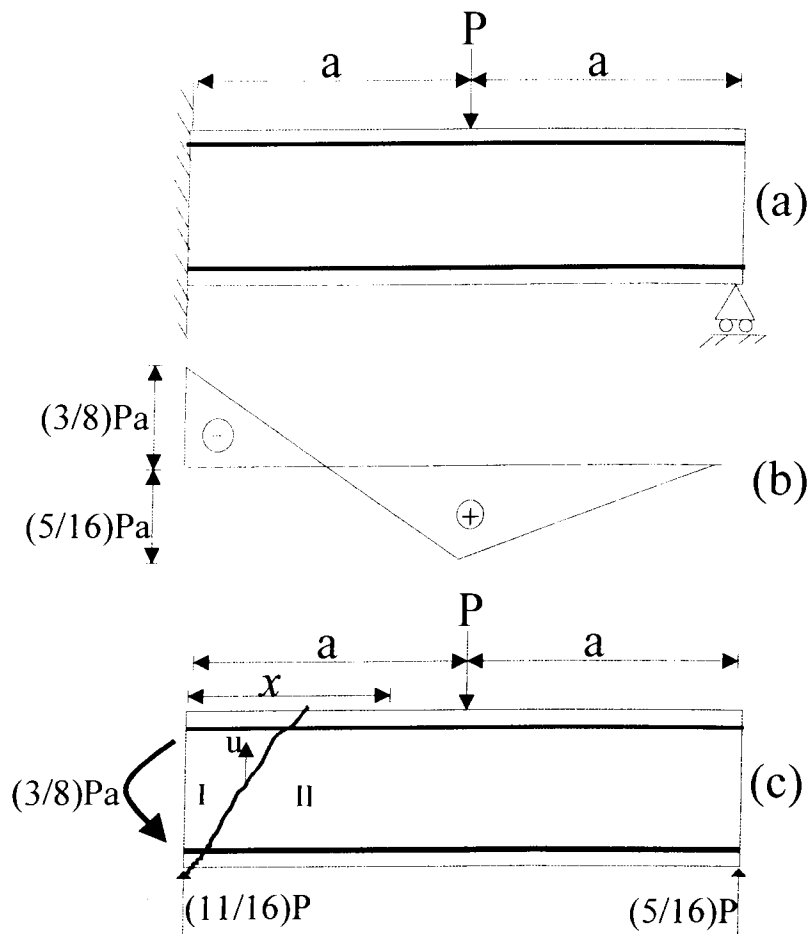 P
a a
(a)
(3/8)Pa
-
(b)
(5/16)Pa
+
P
a a
x
u
(3/8)Pa
I II
(c)
(11/16)P (5/16)P